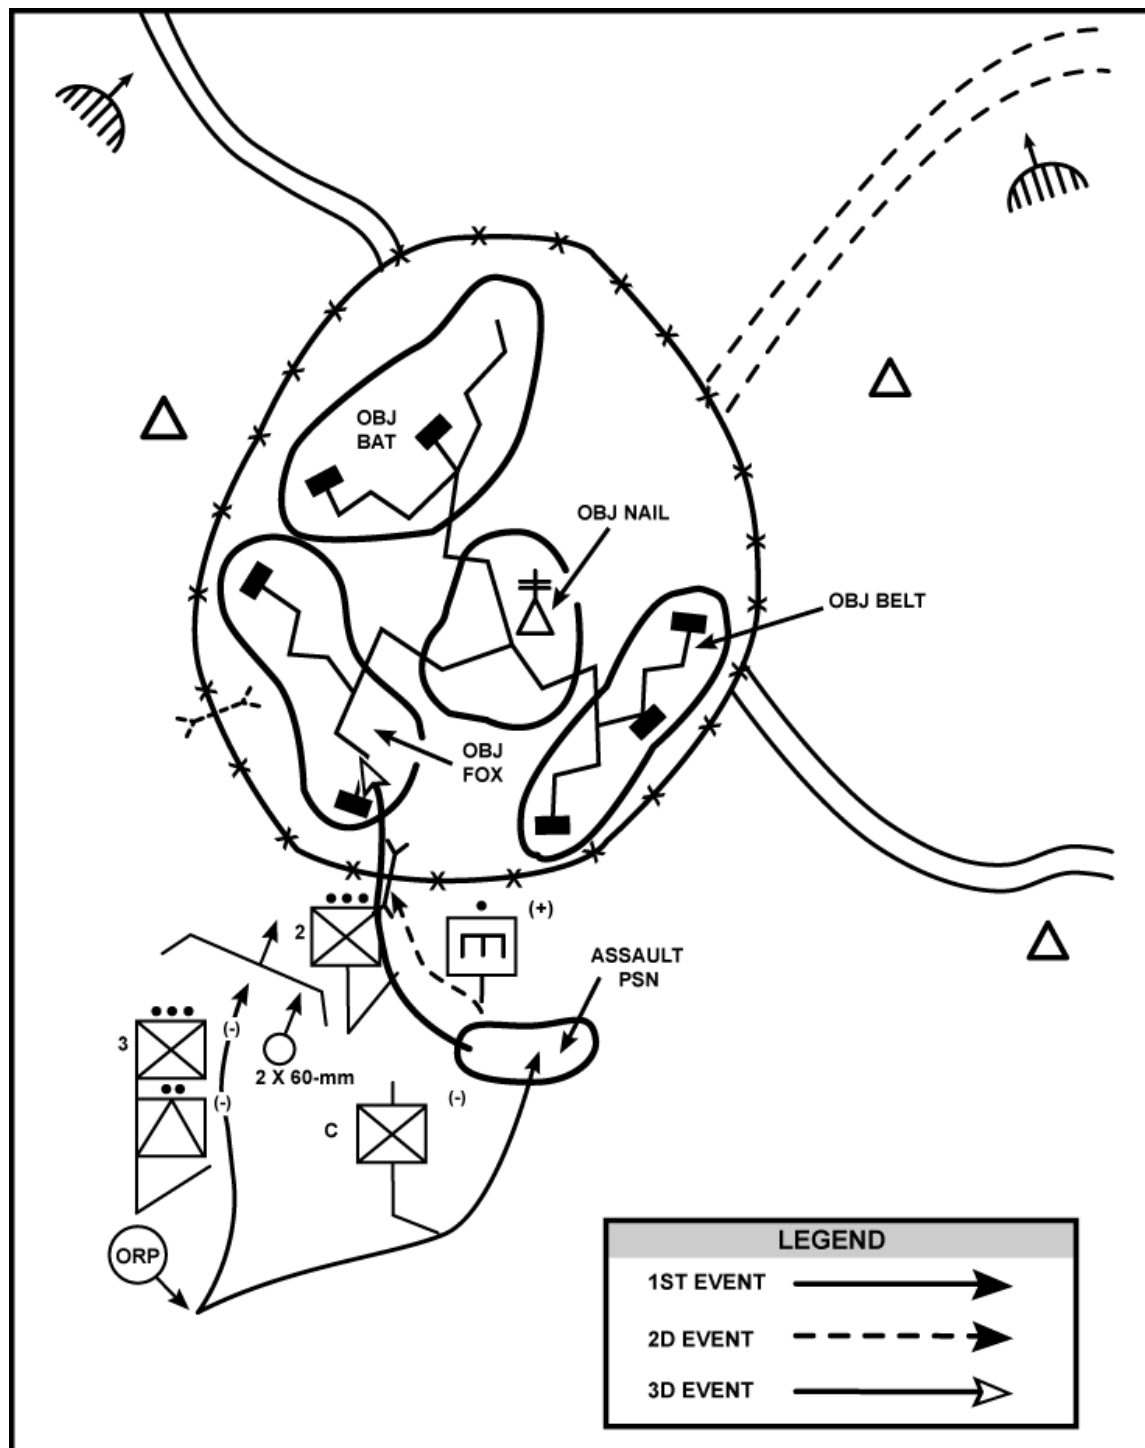 OBJ
BAT
OBJ NAIL
OBJ BELT
OBJ
FOX
2
(+)
ASSAULT
PSN
3
(-)
2 X 60-mm
(-)
(-)
C
ORP
LEGEND
1ST EVENT
2D EVENT
3D EVENT